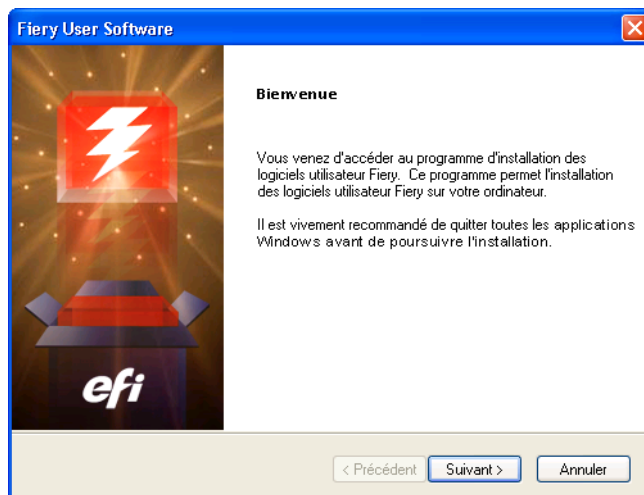 Fiery User Software
Bienvenue
Vous venez d'accéder au programme d'installation des
logiciels utilisateur Fiery. Ce programme permet l'installation
des logiciels utilisateur Fiery sur votre ordinateur.
Il est vivement recommandé de quitter toutes les applications
Windows avant de poursuivre l'installation.
efi
< Précédent
Suivant >
Annuler